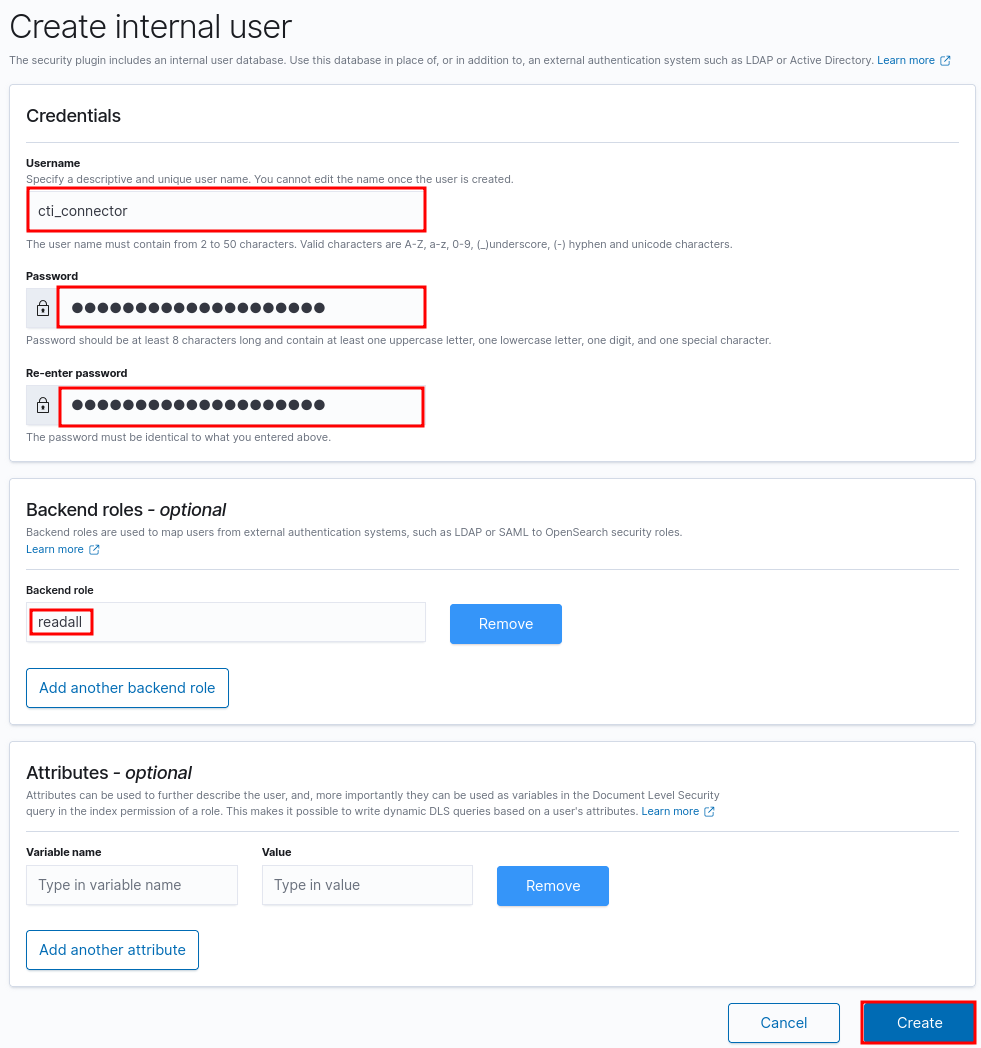 Create internal user
The security plugin includes an internal user database. Use this database in place of, or in addition to, an external authentication system such as LDAP or Active Directory. Learn more
Credentials
Username
Specify a descriptive and unique user name. You cannot edit the name once the user is created.
cti_connector
The user name must contain from 2 to 50 characters. Valid characters are A-Z, a-z, 0-9, (_)underscore, (-) hyphen and unicode characters.
Password
●●●●●●●●●●●●●●●●●●●●
Password should be at least 8 characters long and contain at least one uppercase letter, one lowercase letter, one digit, and one special character.
Re-enter password
●●●●●●●●●●●●●●●●●●●●
The password must be identical to what you entered above.
Backend roles - optional
Backend roles are used to map users from external authentication systems, such as LDAP or SAML to OpenSearch security roles.
Learn more
Backend role
readall
Remove
Add another backend role
Attributes - optional
Attributes can be used to further describe the user, and, more importantly they can be used as variables in the Document Level Security
query in the index permission of a role. This makes it possible to write dynamic DLS queries based on a user's attributes. Learn more
Variable name Value
Type in variable name Type in value Remove
Add another attribute
Cancel Create